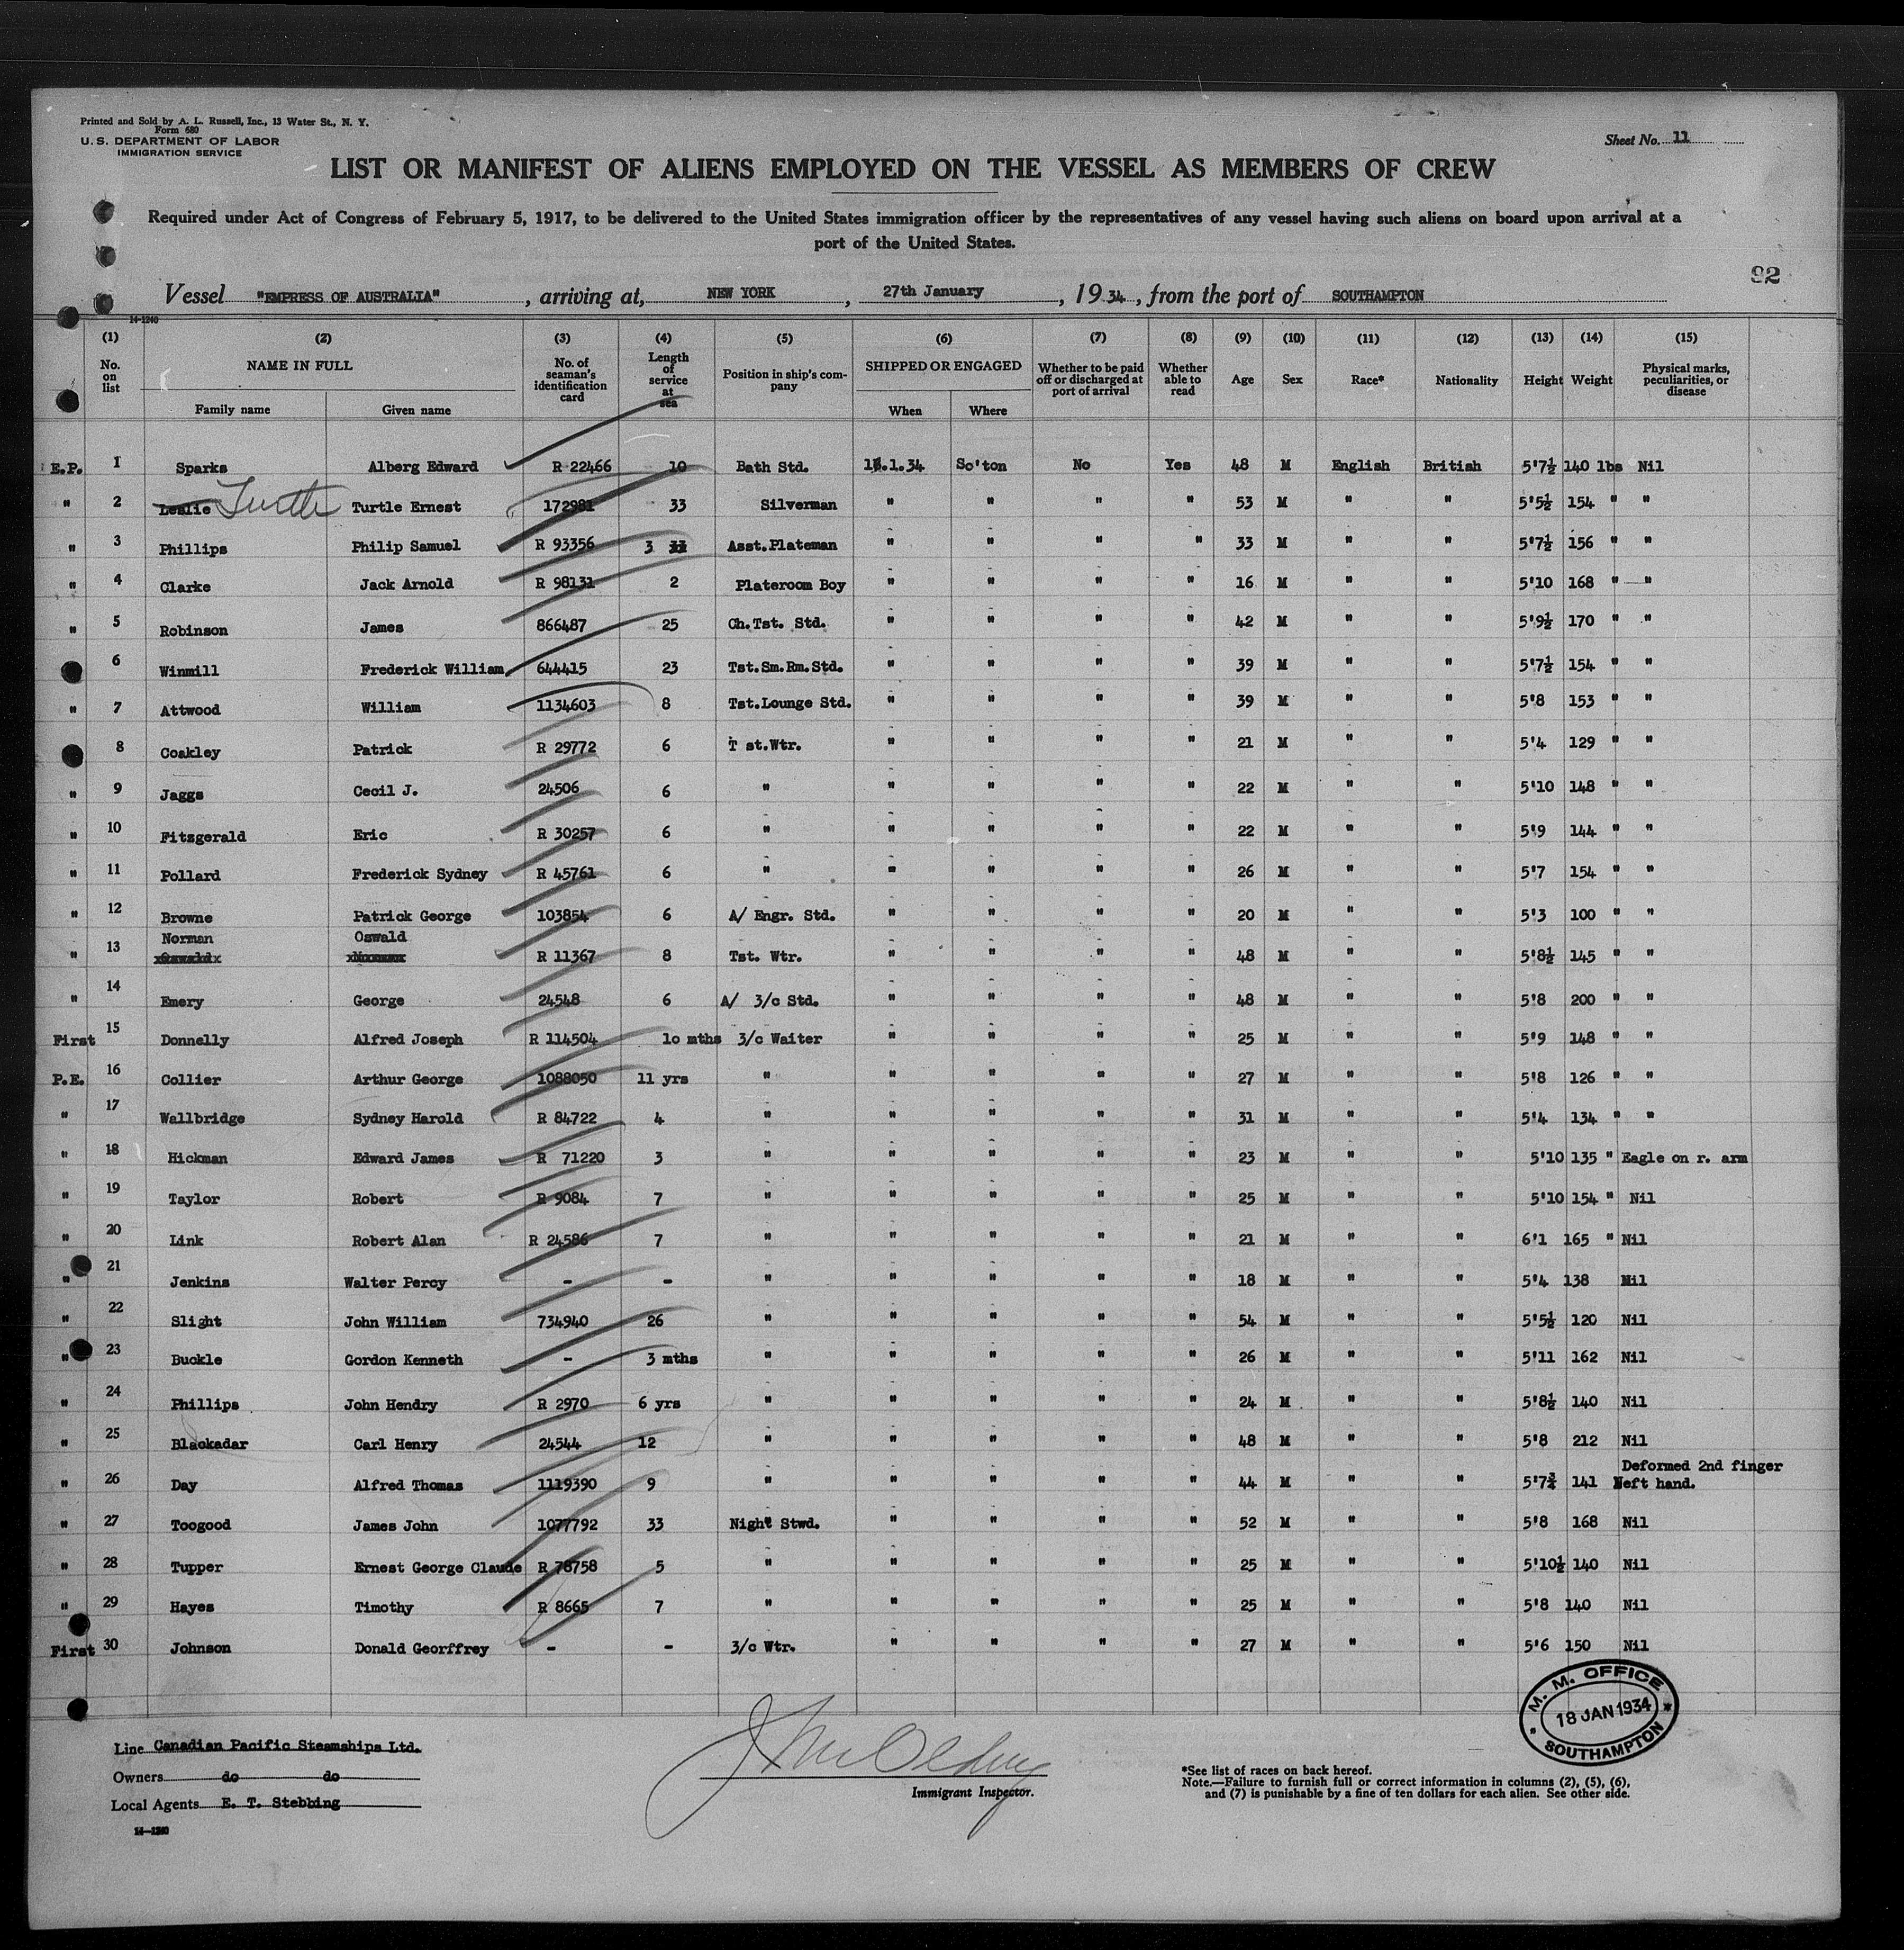 Printed and Sold by A. L. Russell, Inc., 13 Water St., N. Y.
Form 680
U. S. DEPARTMENT OF LABOR
IMMIGRATION SERVICE
Sheet No. 11
LIST OR MANIFEST OF ALIENS EMPLOYED ON THE VESSEL AS MEMBERS OF CREW
Required under Act of Congress of February 5, 1917, to be delivered to the United States immigration officer by the representatives of any vessel having such aliens on board upon arrival at a
port of the United States.
92
Vessel "EMPRESS OF AUSTRALIA", arriving at, NEW YORK, 27th January, 19 34, from the port of SOUTHAMPTON
14-1240
(1) (2) (3) (4) (5) (6) (7) (8) (9) (10) (11) (12) (13) (14) (15)
No. on list NAME IN FULL No. of seaman's identification card Length of service at sea Position in ship's company SHIPPED OR ENGAGED Whether to be paid off or discharged at port of arrival Whether able to read Age Sex Race* Nationality Height Weight Physical marks, peculiarities, or disease
Family name Given name When Where
E.P. 1 Sparks Alberg Edward R 22466 10 Bath Std. 1.1.34 So'ton No Yes 48 M English British 5'7½ 140 lbs Nil
" 2 Leslie Turtle Turtle Ernest 172981 33 Silverman " " " " 53 M " " 5'5½ 154 " "
" 3 Phillips Philip Samuel R 93356 3 33 Asst.Plateman " " " " 33 M " " 5'7½ 156 " "
" 4 Clarke Jack Arnold R 98131 2 Plateroom Boy " " " " 16 M " " 5'10 168 " "
" 5 Robinson James 866487 25 Ch.Tst. Std. " " " " 42 M " " 5'9½ 170 " "
6 Winmill Frederick William 644415 23 Tst.Sm.Rm.Std. " " " " 39 M " " 5'7½ 154 " "
" 7 Attwood William 1134603 8 Tst.Lounge Std. " " " " 39 M " " 5'8 153 " "
8 Coakley Patrick R 29772 6 T st.Wtr. " " " " 21 M " " 5'4 129 " "
" 9 Jaggs Cecil J. 24506 6 " " " " " 22 M " " 5'10 148 " "
" 10 Fitzgerald Eric R 30257 6 " " " " " 22 M " " 5'9 144 " "
" 11 Pollard Frederick Sydney R 45761 6 " " " " " 26 M " " 5'7 154 " "
" 12 Browne Patrick George 103854 6 A/ Engr. Std. " " " " 20 M " " 5'3 100 " "
Norman Oswald
" 13 Oswald Norman R 11367 8 Tst. Wtr. " " " " 48 M " " 5'8½ 145 " "
" 14 Emery George 24548 6 A/ 3/c Std. " " " " 48 M " " 5'8 200 " "
First 15 Donnelly Alfred Joseph R 114504 1o mths 3/c Waiter " " " " 25 M " " 5'9 148 " "
P.E. 16 Collier Arthur George 1088050 11 yrs " " " " " 27 M " " 5'8 126 " "
" 17 Wallbridge Sydney Harold R 84722 4 " " " " " 31 M " " 5'4 134 " "
" 18 Hickman Edward James R 71220 3 " " " " " 23 M " " 5'10 135 " Eagle on r. arm
" 19 Taylor Robert R 9084 7 " " " " " 25 M " " 5'10 154 " Nil
" 20 Link Robert Alan R 24586 7 " " " " " 21 M " " 6'1 165 " Nil
" 21 Jenkins Walter Percy - - " " " " " 18 M " " 5'4 138 Nil
" 22 Slight John William 734940 26 " " " " " 54 M " " 5'5½ 120 Nil
" 23 Buckle Gordon Kenneth - 3 mths " " " " " 26 M " " 5'11 162 Nil
" 24 Phillips John Hendry R 2970 6 yrs " " " " " 24 M " " 5'8½ 140 Nil
" 25 Blackadar Carl Henry 24544 12 " " " " " 48 M " " 5'8 212 Nil
" 26 Day Alfred Thomas 1119390 9 " " " " " 44 M " " 5'7¾ 141 Deformed 2nd finger
left hand.
" 27 Toogood James John 1077792 33 Night Stwd. " " " " 52 M " " 5'8 168 Nil
" 28 Tupper Ernest George Claude R 78758 5 " " " " " 25 M " " 5'10½ 140 Nil
" 29 Hayes Timothy R 8665 7 " " " " " 25 M " " 5'8 140 Nil
First 30 Johnson Donald Georffrey - - 3/c Wtr. " " " " 27 M " " 5'6 150 Nil
M. M. OFFICE
18 JAN 1934
SOUTHAMPTON
Line Canadian Pacific Steamships Ltd.
Owners do do
Local Agents E. T. Stebbing
14-1240
Immigrant Inspector.
*See list of races on back hereof.
Note.—Failure to furnish full or correct information in columns (2), (5), (6),
and (7) is punishable by a fine of ten dollars for each alien. See other side.